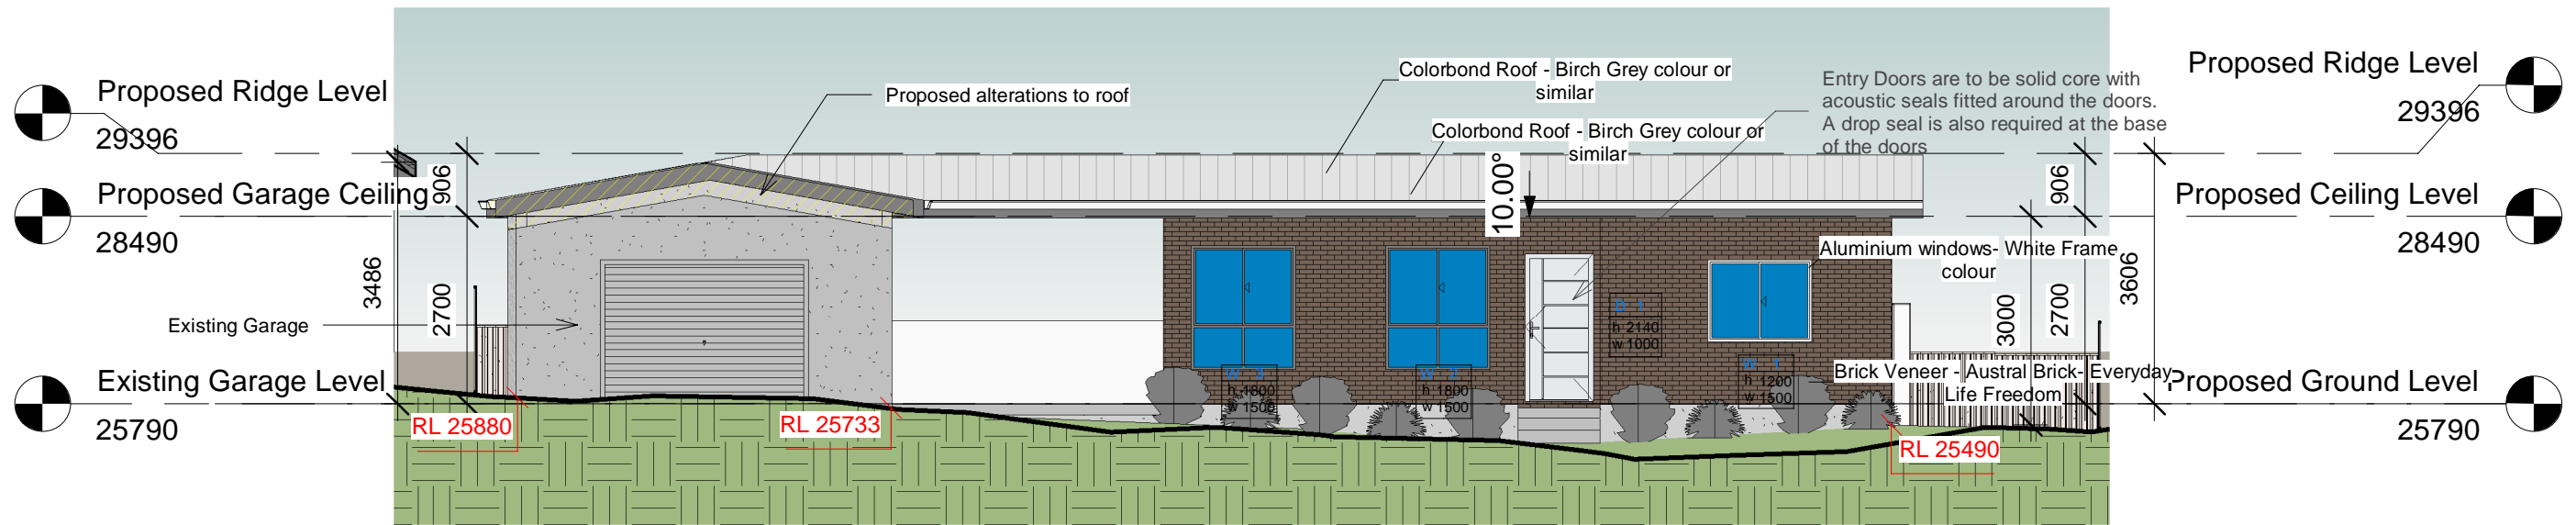 Proposed Ridge Level
29396
Proposed Garage Ceiling
28490
Existing Garage Level
25790
906
3486
2700
Existing Garage
RL 25880
RL 25733
Proposed alterations to roof
Colorbond Roof - Birch Grey colour or
similar
Colorbond Roof - Birch Grey colour or
similar
10.00°
Entry Doors are to be solid core with
acoustic seals fitted around the doors.
A drop seal is also required at the base
of the doors
Aluminium windows- White Frame
colour
W 3
h 1800
w 1500
W 2
h 1800
w 1500
D 1
h 2140
w 1000
W 1
h 1200
w 1500
Brick Veneer - Austral Brick- Everyday
Life Freedom
RL 25490
3000
2700
906
3606
Proposed Ridge Level
29396
Proposed Ceiling Level
28490
Proposed Ground Level
25790